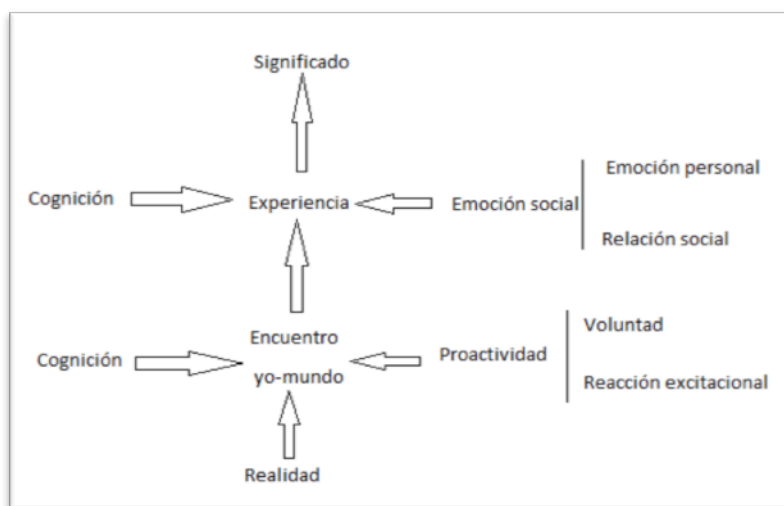 Significado
Emoción personal
Cognición
Experiencia
Emoción social
Relación social
Voluntad
Encuentro
Cognición
Proactividad
yo-mundo
Reacción excitacional
Realidad